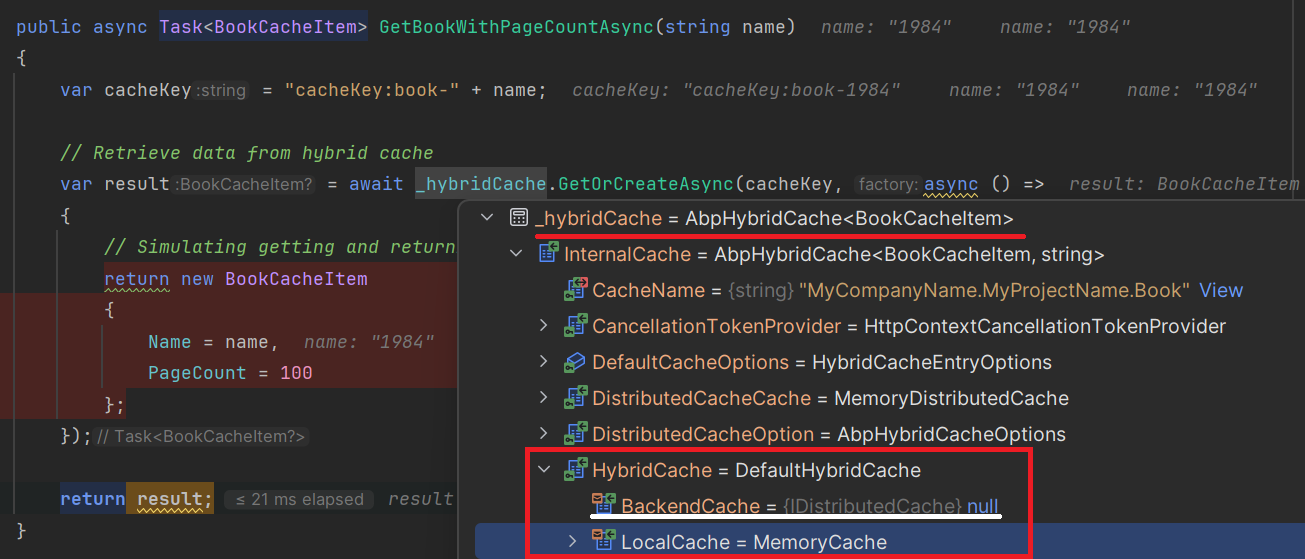 public async Task<BookCacheItem> GetBookWithPageCountAsync(string name) name: "1984" name: "1984"
{
var cacheKey :string = "cacheKey:book-" + name; cacheKey: "cacheKey:book-1984" name: "1984" name: "1984"
// Retrieve data from hybrid cache
var result :BookCacheItem? = await _hybridCache.GetOrCreateAsync(cacheKey, factory: async () => result: BookCacheItem
{
_hybridCache = AbpHybridCache<BookCacheItem>
// Simulating getting and return
InternalCache = AbpHybridCache<BookCacheItem, string>
return new BookCacheItem
CacheName = {string} "MyCompanyName.MyProjectName.Book" View
{
CancellationTokenProvider = HttpContextCancellationTokenProvider
Name = name, name: "1984"
DefaultCacheOptions = HybridCacheEntryOptions
PageCount = 100
DistributedCacheCache = MemoryDistributedCache
};
DistributedCacheOption = AbpHybridCacheOptions
}); // Task<BookCacheItem?>
HybridCache = DefaultHybridCache
return result; ≤ 21 ms elapsed result
BackendCache = {IDistributedCache} null
}
LocalCache = MemoryCache